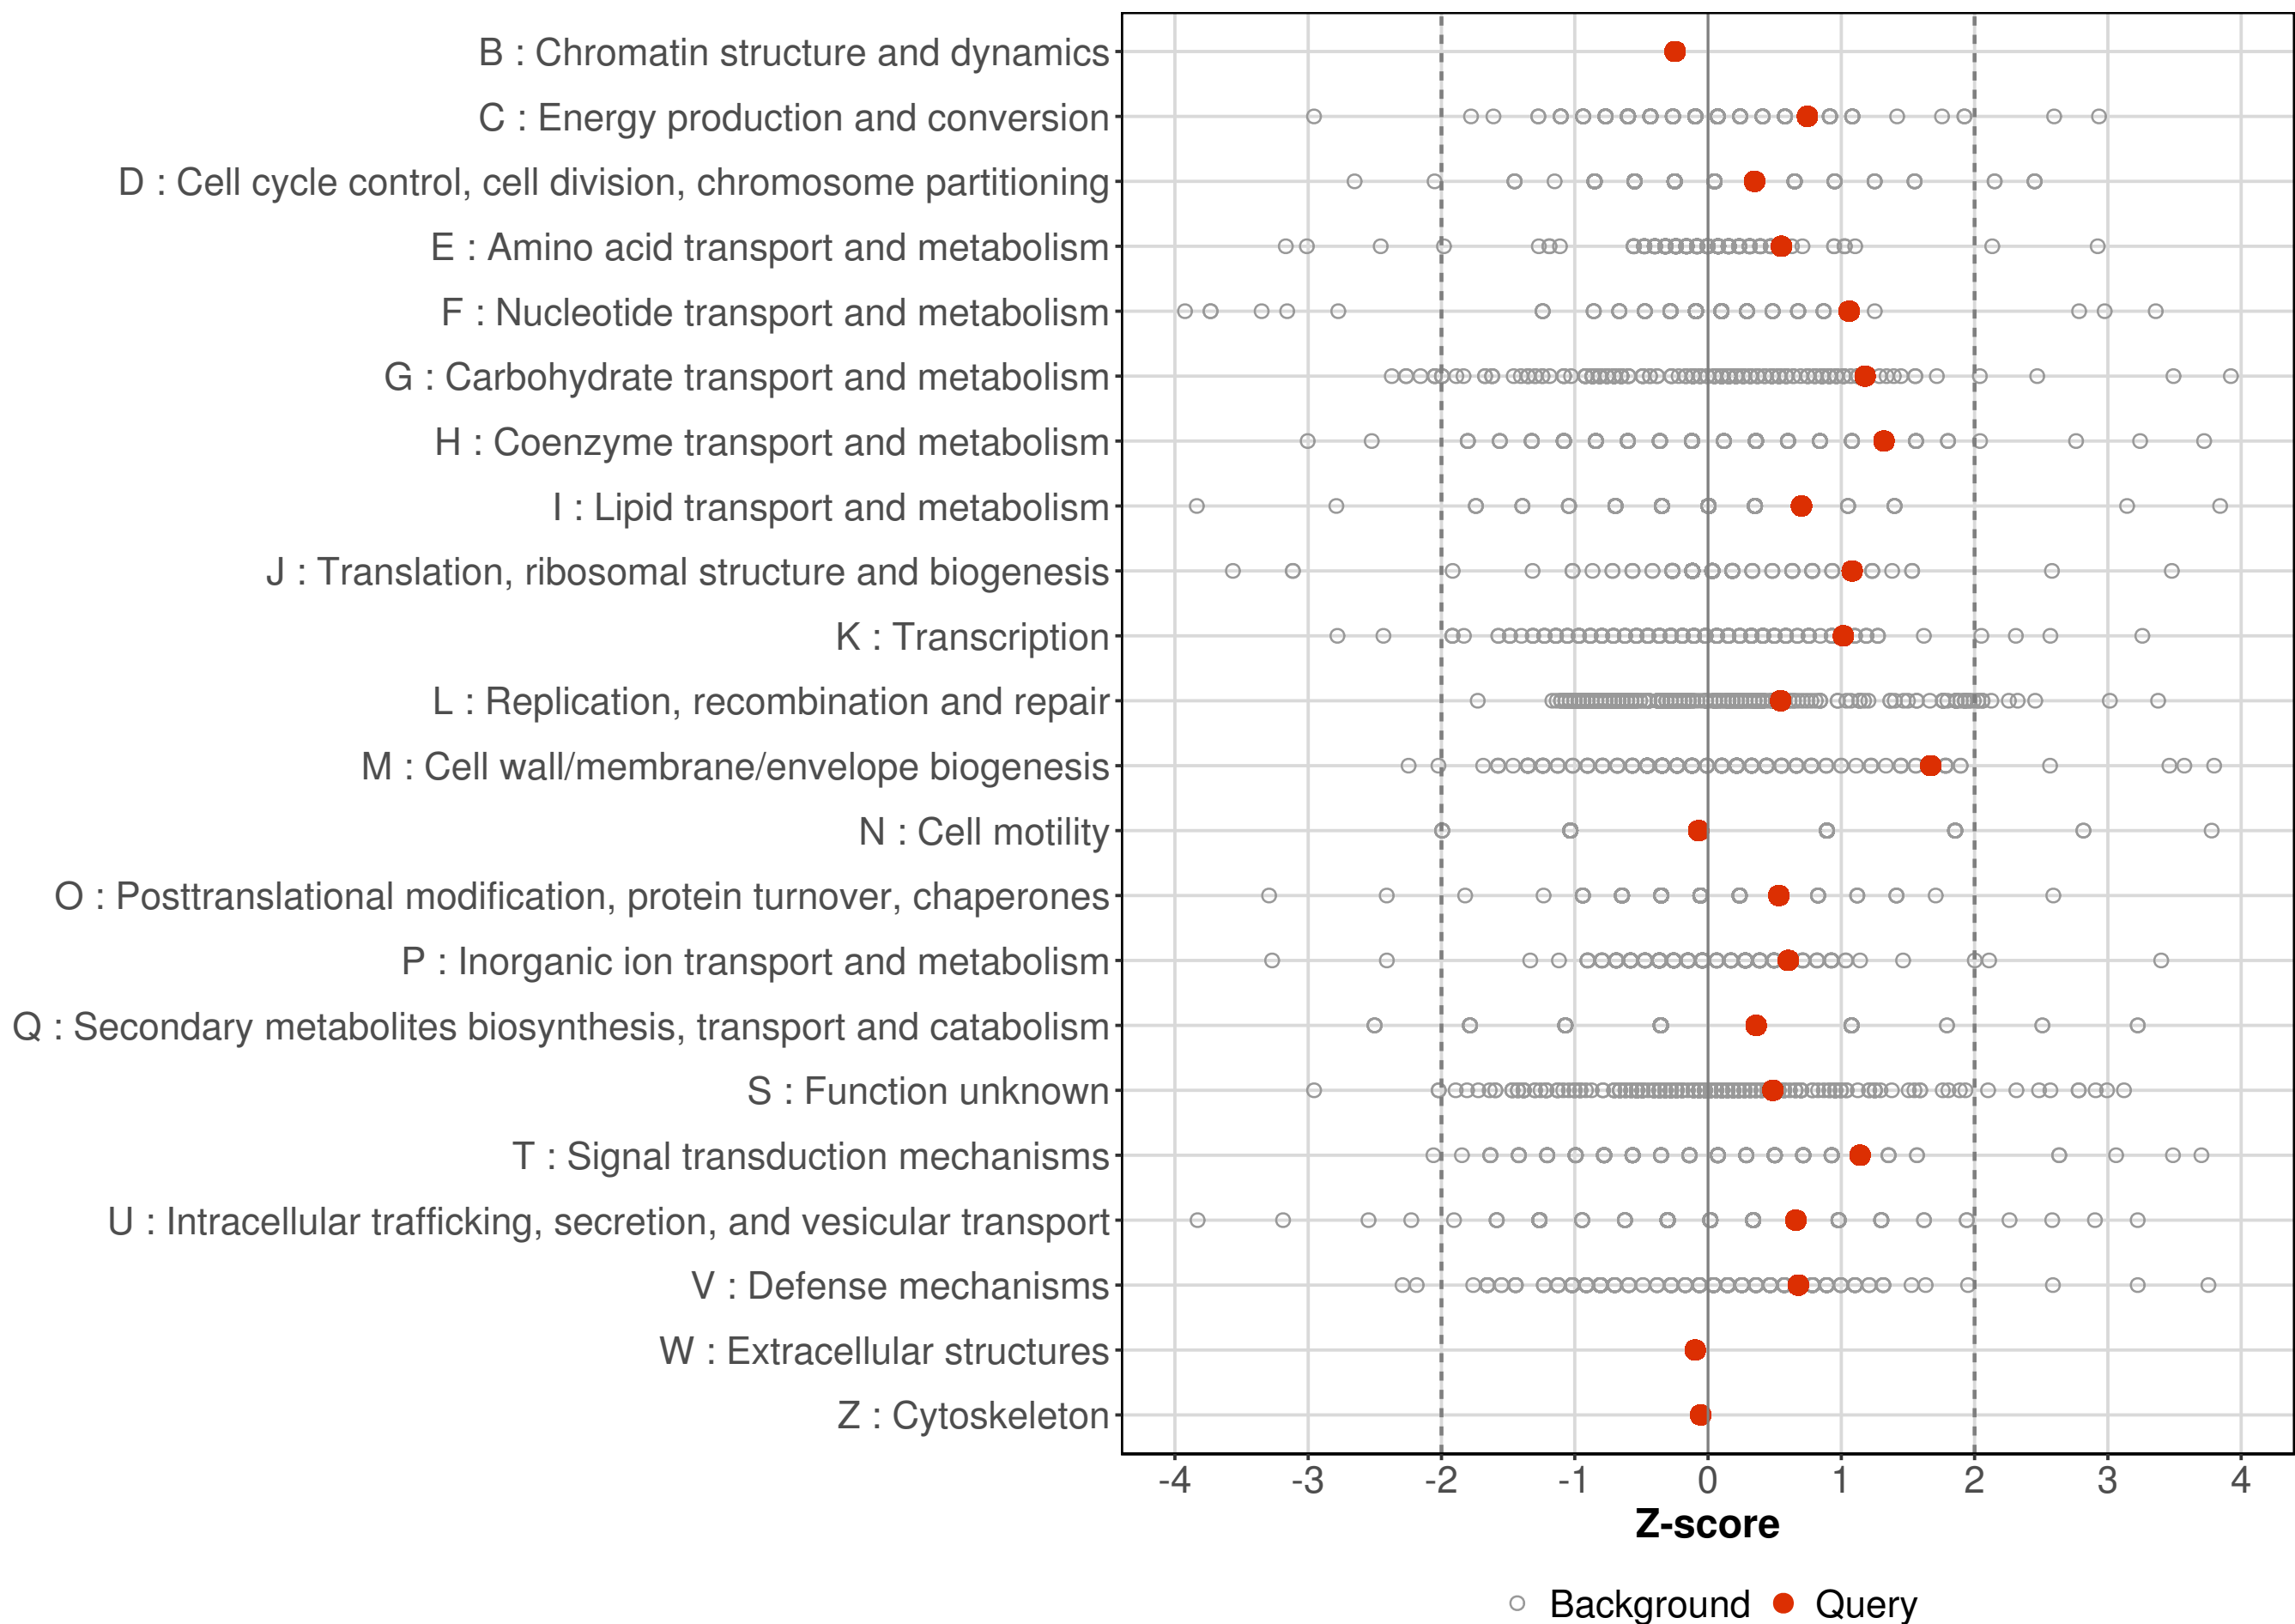 B : Chromatin structure and dynamics
C : Energy production and conversion
D : Cell cycle control, cell division, chromosome partitioning
E : Amino acid transport and metabolism
F : Nucleotide transport and metabolism
G : Carbohydrate transport and metabolism
H : Coenzyme transport and metabolism
I : Lipid transport and metabolism
J : Translation, ribosomal structure and biogenesis
K : Transcription
L : Replication, recombination and repair
M : Cell wall/membrane/envelope biogenesis
N : Cell motility
O : Posttranslational modification, protein turnover, chaperones
P : Inorganic ion transport and metabolism
Q : Secondary metabolites biosynthesis, transport and catabolism
S : Function unknown
T : Signal transduction mechanisms
U : Intracellular trafficking, secretion, and vesicular transport
V : Defense mechanisms
W : Extracellular structures
Z : Cytoskeleton
-4 -3 -2 -1 0 1 2 3 4
Z-score
Background Query